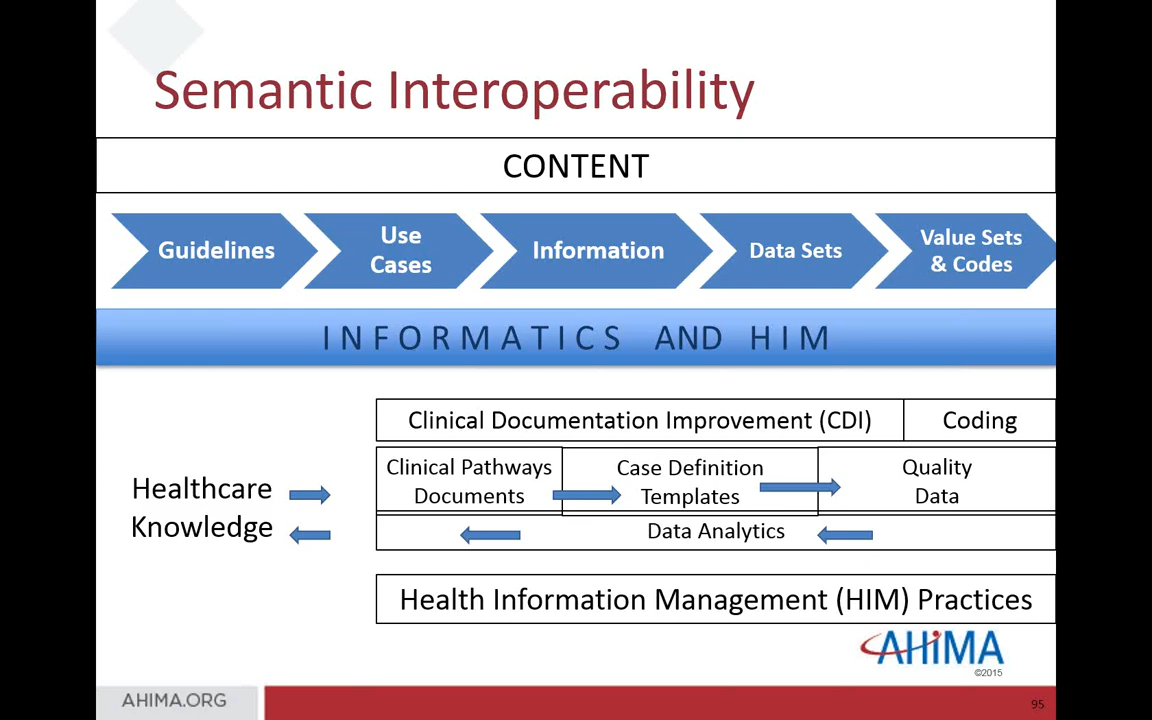 Semantic Interoperability
CONTENT
Guidelines
Use
Cases
Information
Data Sets
Value Sets
& Codes
INFORMATICS AND HIM
Clinical Documentation Improvement (CDI)
Coding
Healthcare
Knowledge
Clinical Pathways
Documents
Case Definition
Templates
Quality
Data
Data Analytics
Health Information Management (HIM) Practices
AHiMA
©2015
AHIMA.ORG
95